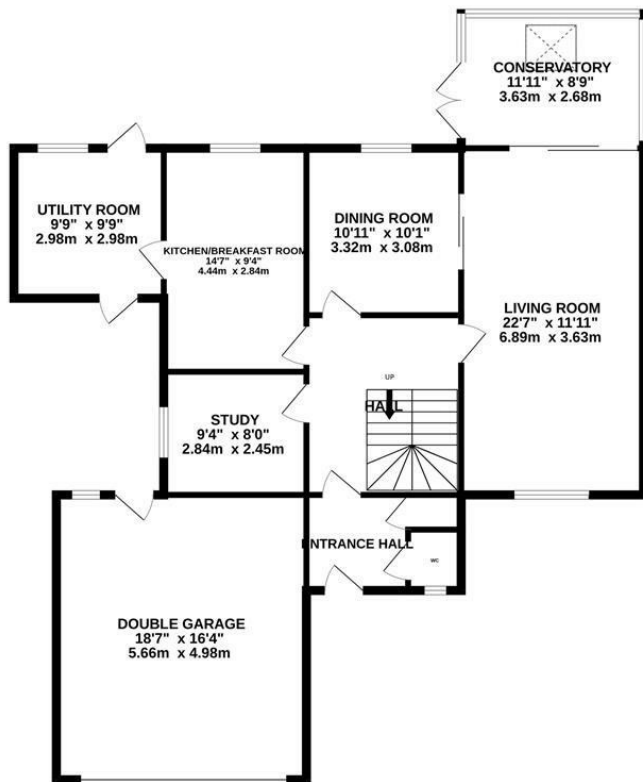 CONSERVATORY
11'11" x 8'9"
3.63m x 2.68m
UTILITY ROOM
9'9" x 9'9"
2.98m x 2.98m
KITCHEN/BREAKFAST ROOM
14'7" x 9'4"
4.44m x 2.84m
DINING ROOM
10'11" x 10'1"
3.32m x 3.08m
LIVING ROOM
22'7" x 11'11"
6.89m x 3.63m
UP
HALL
STUDY
9'4" x 8'0"
2.84m x 2.45m
ENTRANCE HALL
WC
DOUBLE GARAGE
18'7" x 16'4"
5.66m x 4.98m